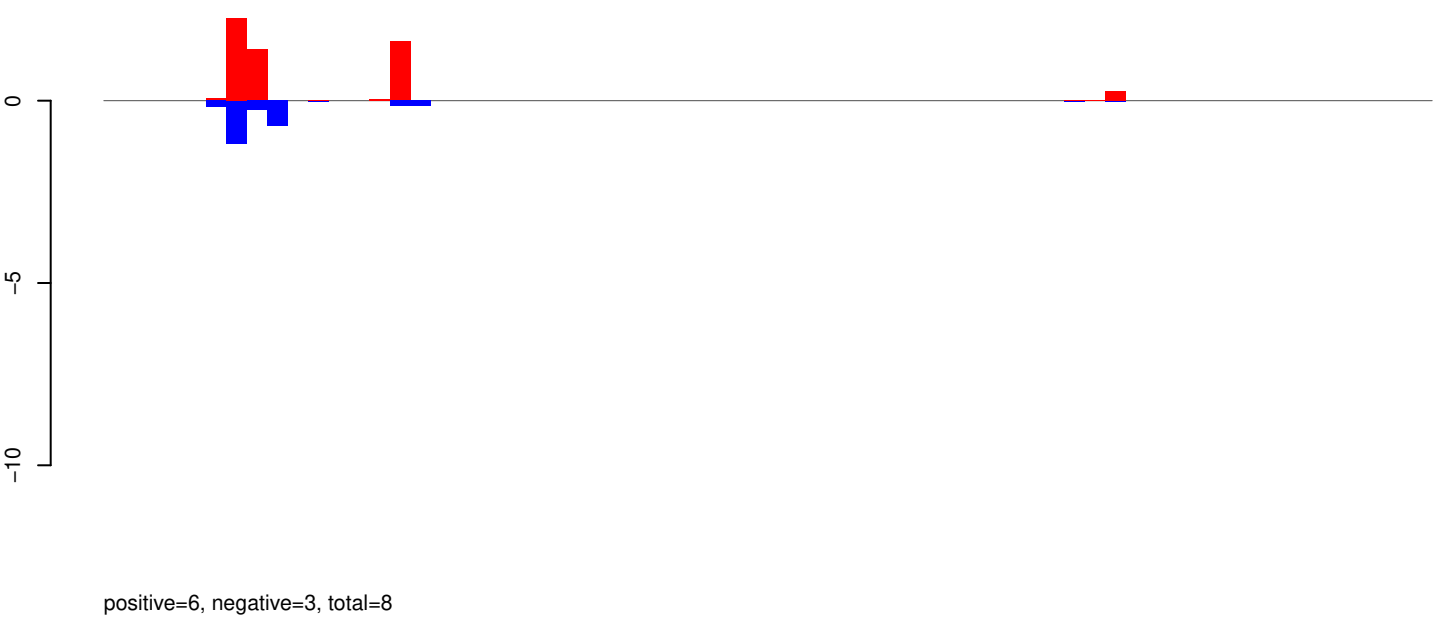 0
−5
−10
positive=6, negative=3, total=8